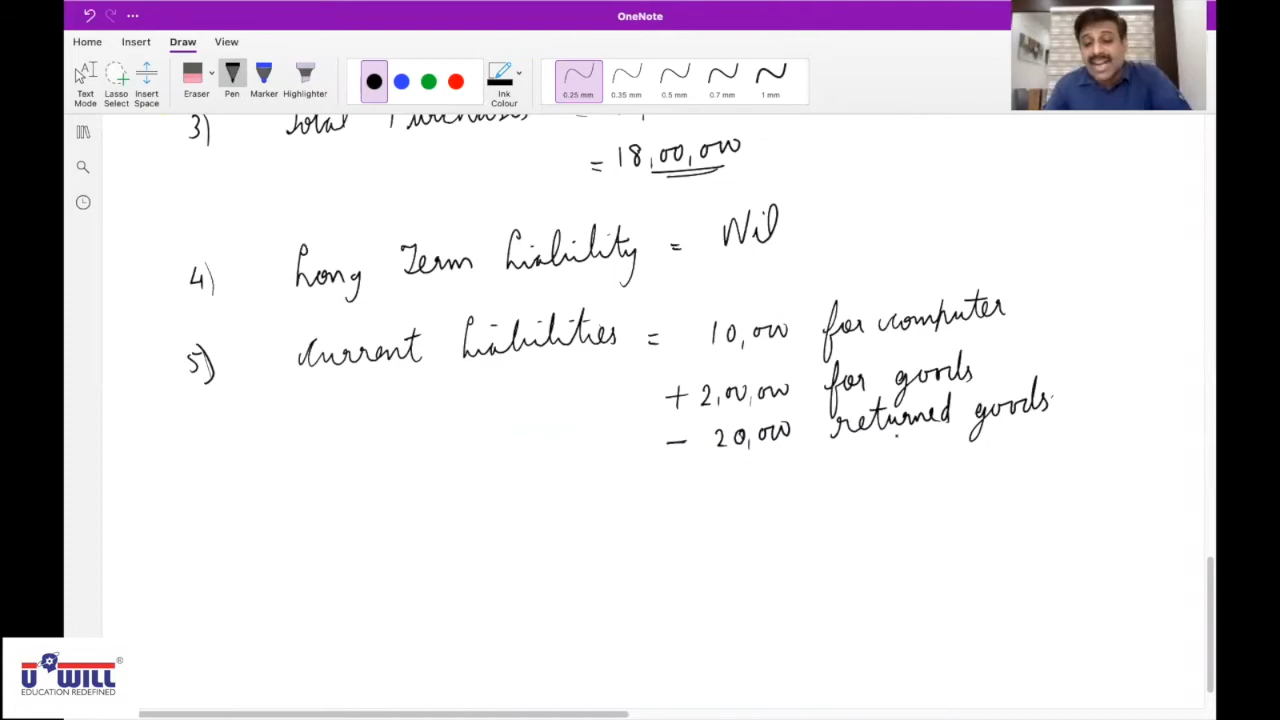 OneNote
Home Insert Draw View
Text Mode Lasso Select Insert Space Eraser Pen Marker Highlighter Ink Colour 0.25 mm 0.35 mm 0.5 mm 0.7 mm 1 mm
3) Total Purchases =
= 18,00,000
4) Long Term Liability = Nil
5) Current Liabilities = 10,000 for computer
+ 2,00,000 for goods
- 20,000 returned goods.
U WILL ®
EDUCATION REDEFINED